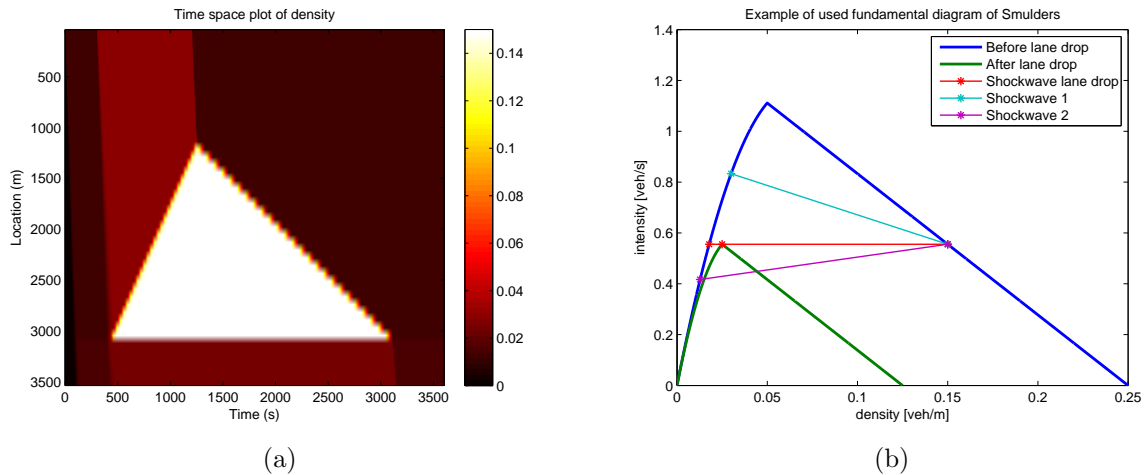 Time space plot of density
500
1000
1500
2000
2500
3000
3500
Location (m)
0
500
1000
1500
2000
2500
3000
3500
Time (s)
0.14
0.12
0.1
0.08
0.06
0.04
0.02
0
(a)
Example of used fundamental diagram of Smulders
1.4
1.2
1
0.8
0.6
0.4
0.2
0
intensity [veh/s]
Before lane drop
After lane drop
Shockwave lane drop
Shockwave 1
Shockwave 2
0
0.05
0.1
0.15
0.2
0.25
density [veh/m]
(b)